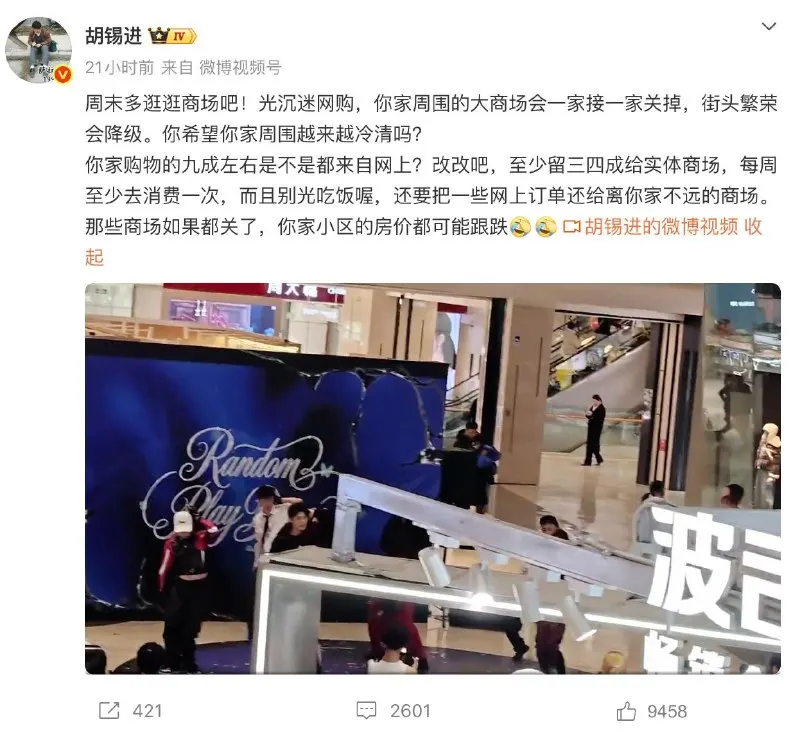 胡锡进 IV
21小时前 来自 微博视频号
周末多逛逛商场吧！光沉迷网购，你家周围的大商场会一家接一家关掉，街头繁荣
会降级。你希望你家周围越来越冷清吗？
你家购物的九成左右是不是都来自网上？改改吧，至少留三四成给实体商场，每周
至少去消费一次，而且别光吃饭喔，还要把一些网上订单还给离你家不远的商场。
那些商场如果都关了，你家小区的房价都可能跟跌🤣🤣胡锡进的微博视频 收
起
周大福
Random
Play
波司
421 2601 9458